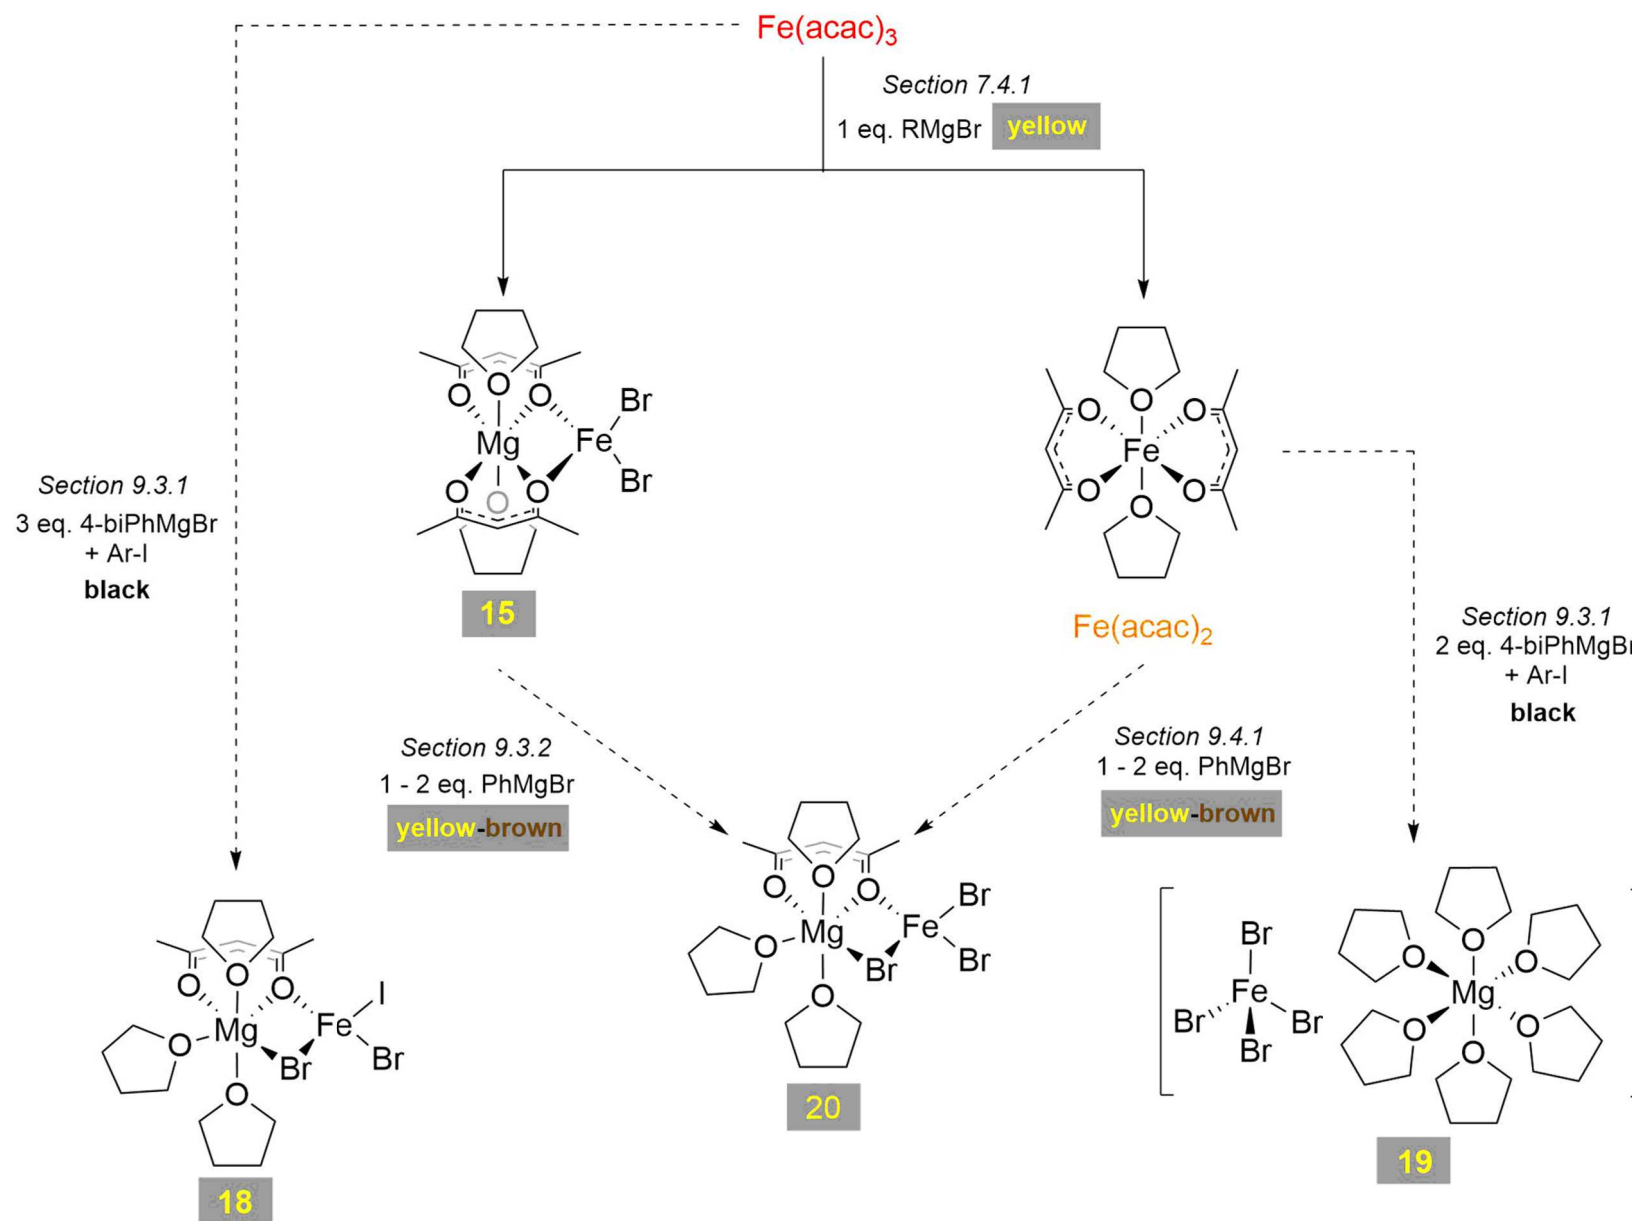 Fe(acac)3
Section 7.4.1
1 eq. RMgBr yellow
O
O O
Br
Mg Fe
Br
O O O
15
O
O O
Fe
O O
O
Fe(acac)2
Section 9.3.1
3 eq. 4-biPhMgBr
+ Ar-I
black
Section 9.3.1
2 eq. 4-biPhMgBr
+ Ar-I
black
Section 9.3.2
1 - 2 eq. PhMgBr
yellow-brown
Section 9.4.1
1 - 2 eq. PhMgBr
yellow-brown
O
O O
I
Mg Fe
O
Br Br
O
18
O
O O
Br
Mg Fe
O
Br Br
O
20
Br
Fe
Br Br
Br
O
O O
Mg
O O
O
19